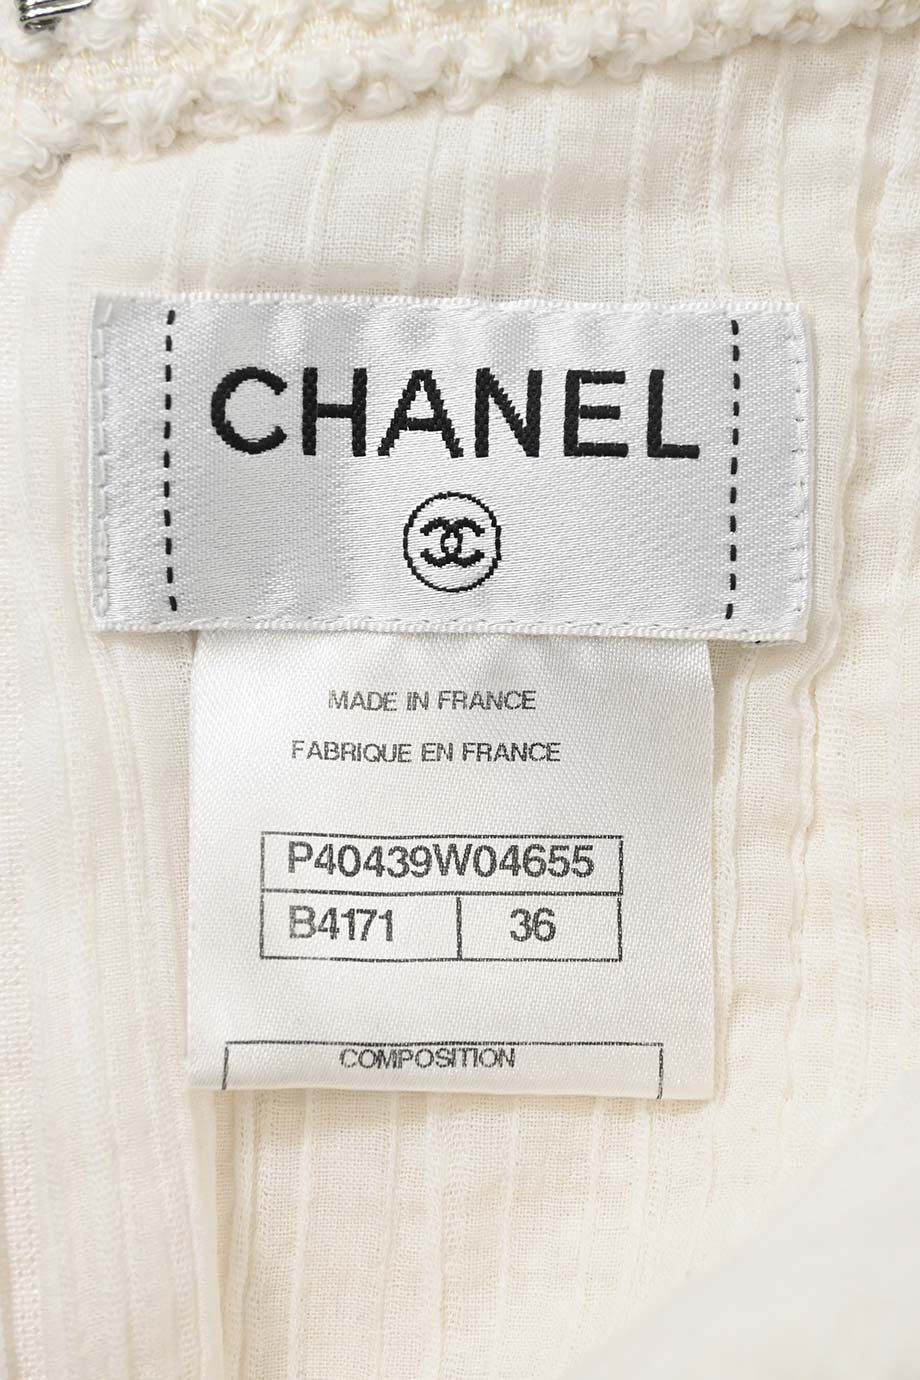 CHANEL
MADE IN FRANCE
FABRIQUE EN FRANCE
P40439W04655
B4171 36
COMPOSITION